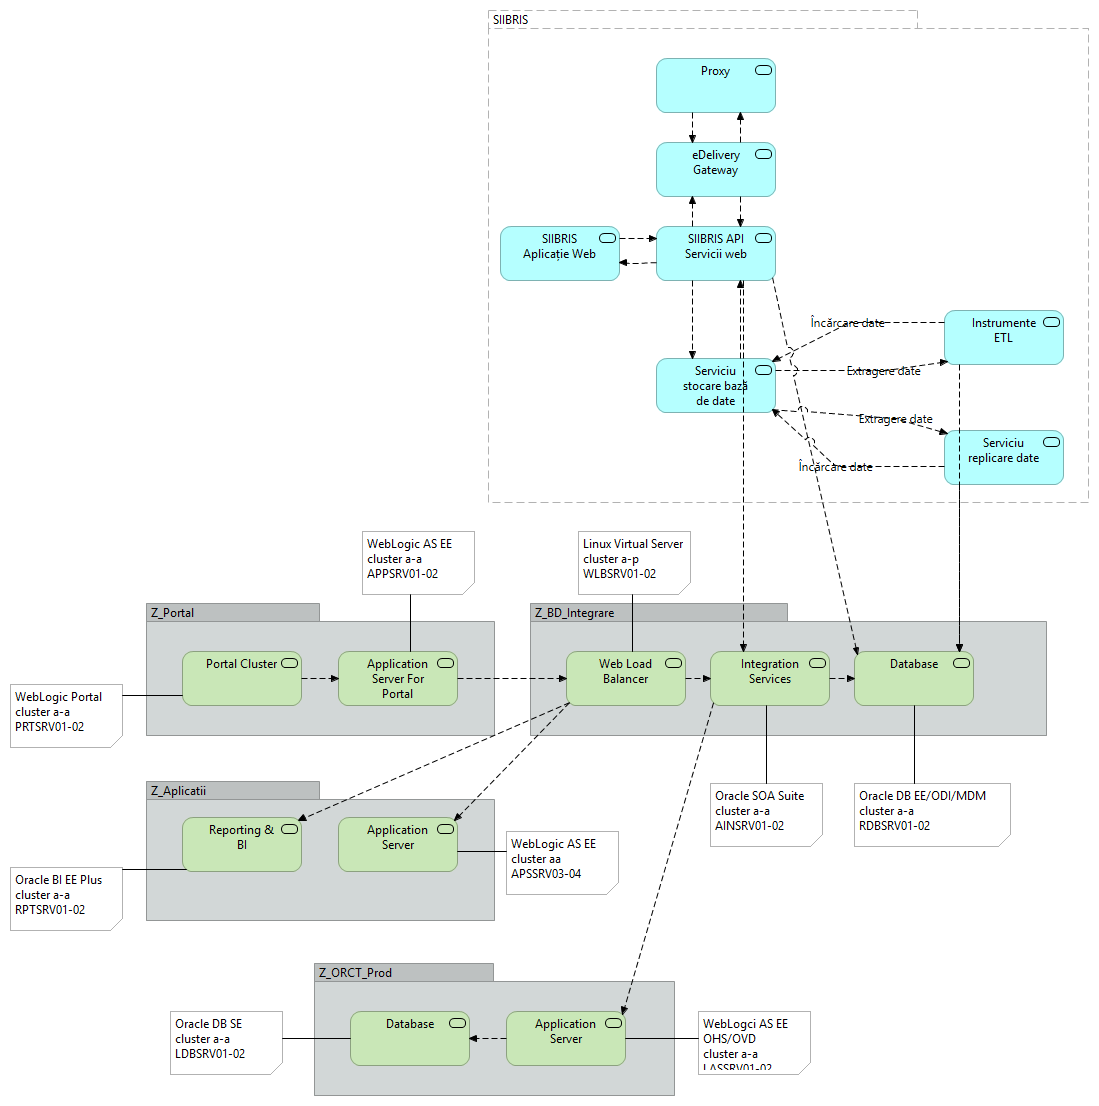 SIIBRIS
Proxy
eDelivery
Gateway
SIIBRIS
Aplicație Web
SIIBRIS API
Servicii web
Încărcare date
Instrumente
ETL
Serviciu
stocare bază
de date
Extragere date
Extragere date
Serviciu
replicare date
Încărcare date
WebLogic AS EE
cluster a-a
APPSRV01-02
Linux Virtual Server
cluster a-p
WLBSRV01-02
Z_Portal
Portal Cluster
Application
Server For
Portal
WebLogic Portal
cluster a-a
PRTSRV01-02
Z_BD_Integrare
Web Load
Balancer
Integration
Services
Database
Z_Aplicatii
Reporting &
BI
Application
Server
Oracle BI EE Plus
cluster a-a
RPTSRV01-02
WebLogic AS EE
cluster aa
APSSRV03-04
Oracle SOA Suite
cluster a-a
AINSRV01-02
Oracle DB EE/ODI/MDM
cluster a-a
RDBSRV01-02
Z_ORCT_Prod
Database
Application
Server
Oracle DB SE
cluster a-a
LDBSRV01-02
WebLogci AS EE
OHS/OVD
cluster a-a
LASSRV01-02